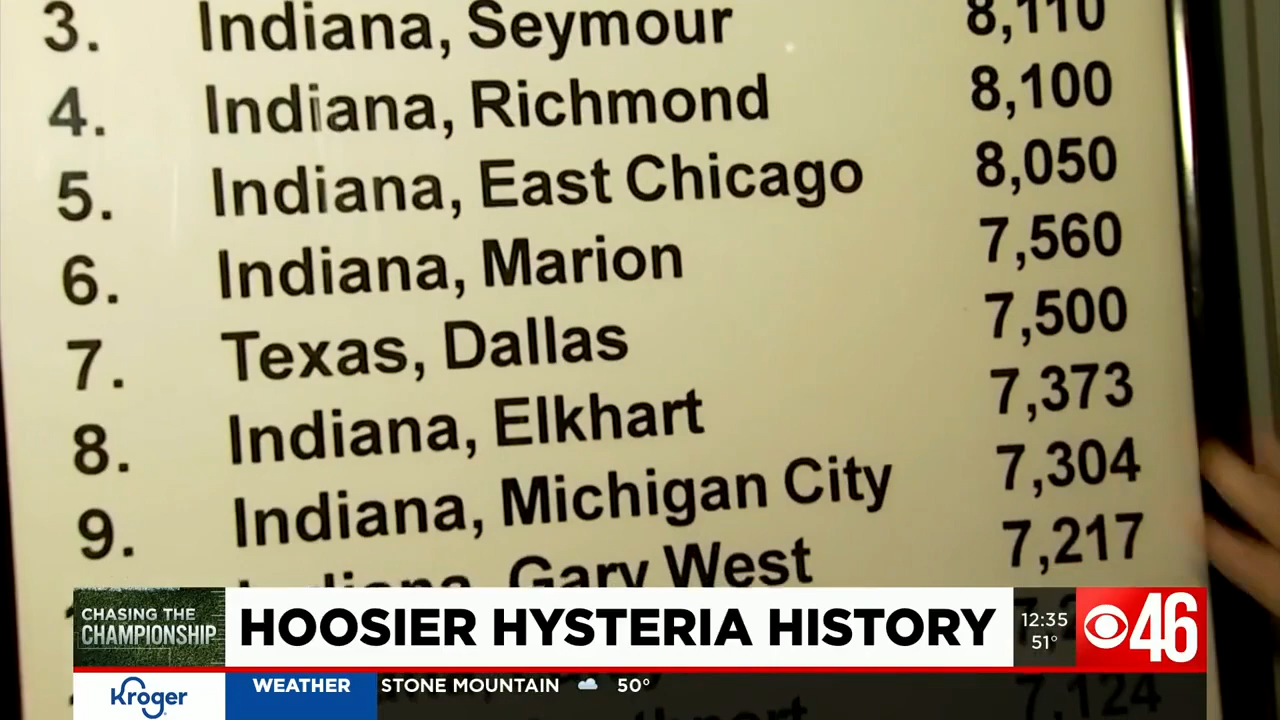 3. Indiana, Seymour 8,110
4. Indiana, Richmond 8,100
5. Indiana, East Chicago 8,050
6. Indiana, Marion 7,560
7. Texas, Dallas 7,500
8. Indiana, Elkhart 7,373
9. Indiana, Michigan City 7,304
Indiana, Gary West 7,217
CHASING THE
CHAMPIONSHIP
HOOSIER HYSTERIA HISTORY
12:35
51°
46
Kroger
WEATHER STONE MOUNTAIN 50°
7,124